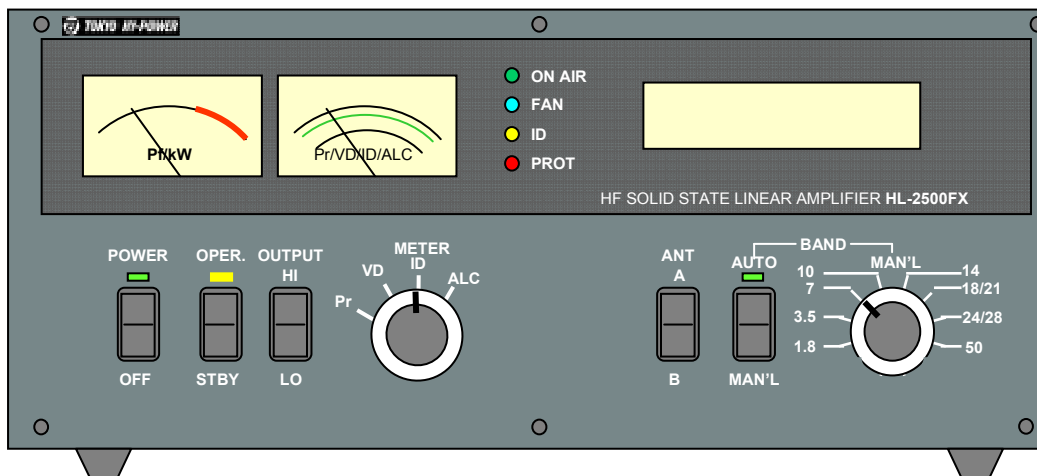 TOKYO HY-POWER
ON AIR
FAN
ID
PROT
Pf/kW
Pr/VD/ID/ALC
HF SOLID STATE LINEAR AMPLIFIER HL-2500FX
POWER
OFF
OPER.
STBY
OUTPUT
HI
LO
METER
Pr
VD
ID
ALC
ANT
A
B
BAND
AUTO
MAN'L
MAN'L
10
7
3.5
1.8
14
18/21
24/28
50